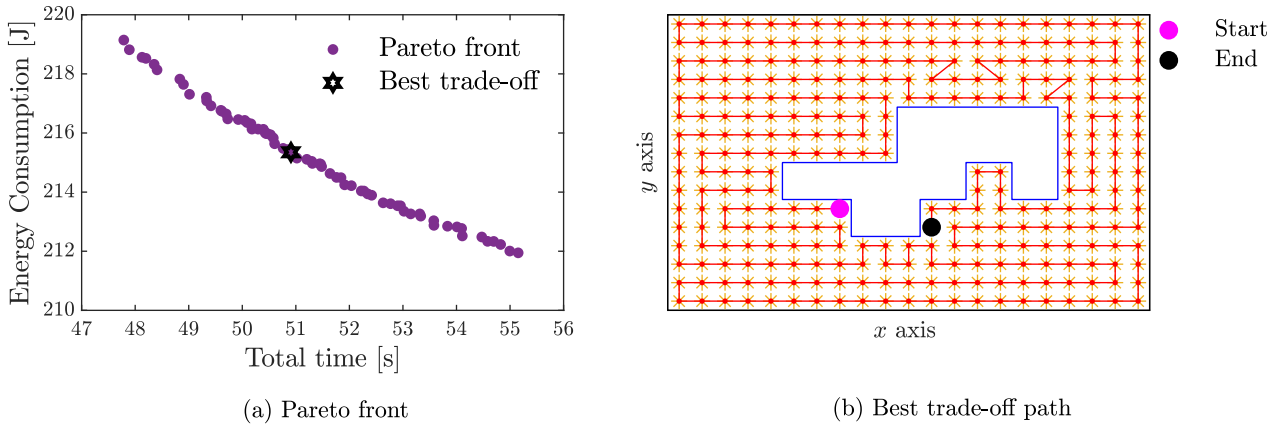 220
218
216
214
212
210
Energy Consumption [J]
47 48 49 50 51 52 53 54 55 56
Total time [s]
Pareto front
Best trade-off
(a) Pareto front
y axis
x axis
Start
End
(b) Best trade-off path